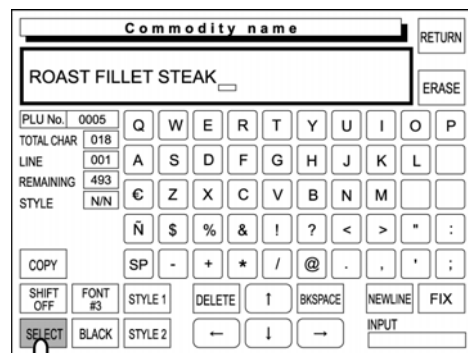 Commodity name
RETURN
ROAST FILLET STEAK_
ERASE
PLU No. 0005
TOTAL CHAR 018
LINE 001
REMAINING 493
STYLE N/N
Q W E R T Y U I O P
A S D F G H J K L
€ Z X C V B N M
Ñ $ % & ! ? < > " :
COPY SP - + * / @ . , ' ;
SHIFT OFF FONT #3 STYLE 1 DELETE ↑ BKSPACE NEWLINE FIX
SELECT BLACK STYLE 2 ← ↓ → INPUT